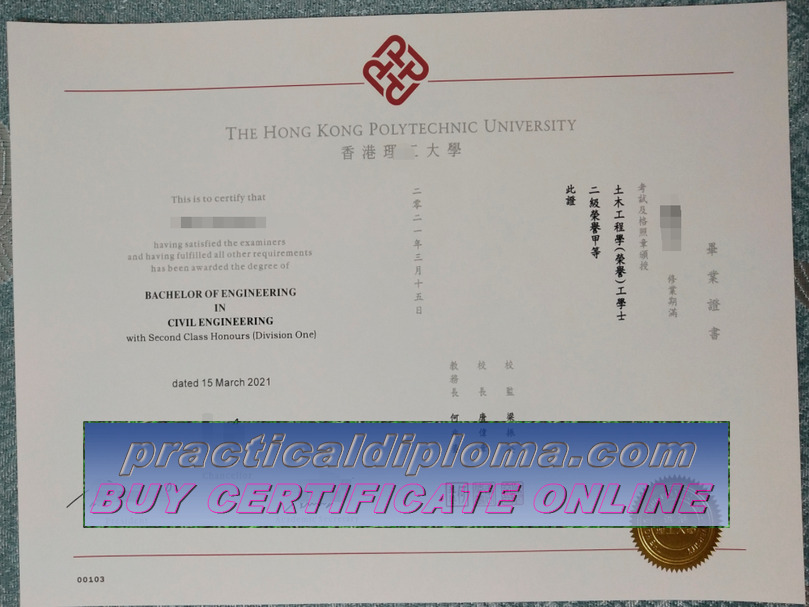 THE HONG KONG POLYTECHNIC UNIVERSITY
香港理工大學
This is to certify that
having satisfied the examiners
and having fulfilled all other requirements
has been awarded the degree of
BACHELOR OF ENGINEERING
IN
CIVIL ENGINEERING
with Second Class Honours (Division One)
dated 15 March 2021
畢業證書
修業期滿
考試及格照章頒授
土木工程學(榮譽)工學士
二級榮譽甲等
此證
二零二一年三月十五日
校監 梁
校長 盧
教務長 何
practicaldiploma.com
BUY CERTIFICATE ONLINE
00103